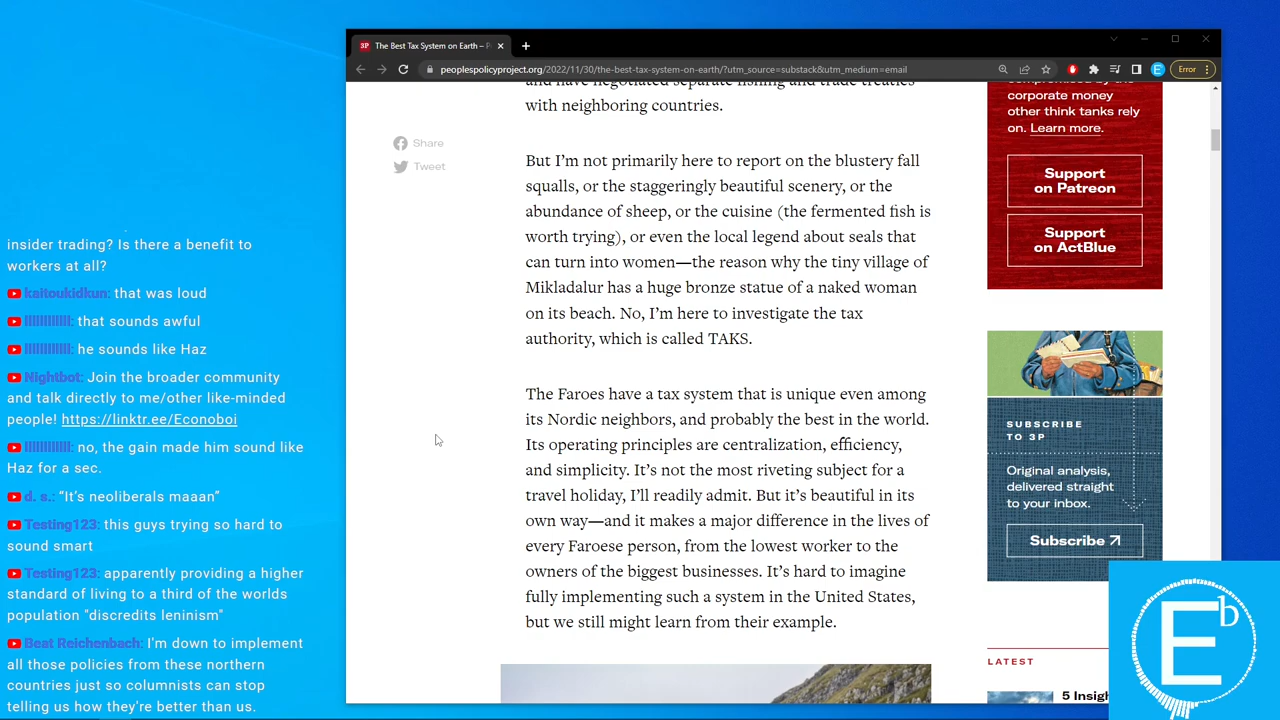 insider trading? Is there a benefit to
workers at all?
kaitoukidkun: that was loud
llllllllllll: that sounds awful
llllllllllll: he sounds like Haz
Nightbot: Join the broader community
and talk directly to me/other like-minded
people! https://linktr.ee/Econoboi
llllllllllll: no, the gain made him sound like
Haz for a sec.
d. s.: “It’s neoliberals maaan”
Testing123: this guys trying so hard to
sound smart
Testing123: apparently providing a higher
standard of living to a third of the worlds
population "discredits leninism"
Beat Reichenbach: I'm down to implement
all those policies from these northern
countries just so columnists can stop
telling us how they're better than us.
3P The Best Tax System on Earth – P
peoplespolicyproject.org/2022/11/30/the-best-tax-system-on-earth/?utm_source=substack&utm_medium=email
E
Error
Share
Tweet
and have negotiated separate fishing and trade treaties
with neighboring countries.
But I’m not primarily here to report on the blustery fall
squalls, or the staggeringly beautiful scenery, or the
abundance of sheep, or the cuisine (the fermented fish is
worth trying), or even the local legend about seals that
can turn into women—the reason why the tiny village of
Mikladalur has a huge bronze statue of a naked woman
on its beach. No, I’m here to investigate the tax
authority, which is called TAKS.
The Faroes have a tax system that is unique even among
its Nordic neighbors, and probably the best in the world.
Its operating principles are centralization, efficiency,
and simplicity. It’s not the most riveting subject for a
travel holiday, I’ll readily admit. But it’s beautiful in its
own way—and it makes a major difference in the lives of
every Faroese person, from the lowest worker to the
owners of the biggest businesses. It’s hard to imagine
fully implementing such a system in the United States,
but we still might learn from their example.
compromised by the
corporate money
other think tanks rely
on. Learn more.
Support
on Patreon
Support
on ActBlue
SUBSCRIBE
TO 3P
Original analysis,
delivered straight
to your inbox.
Subscribe
LATEST
5 Insigh
E b